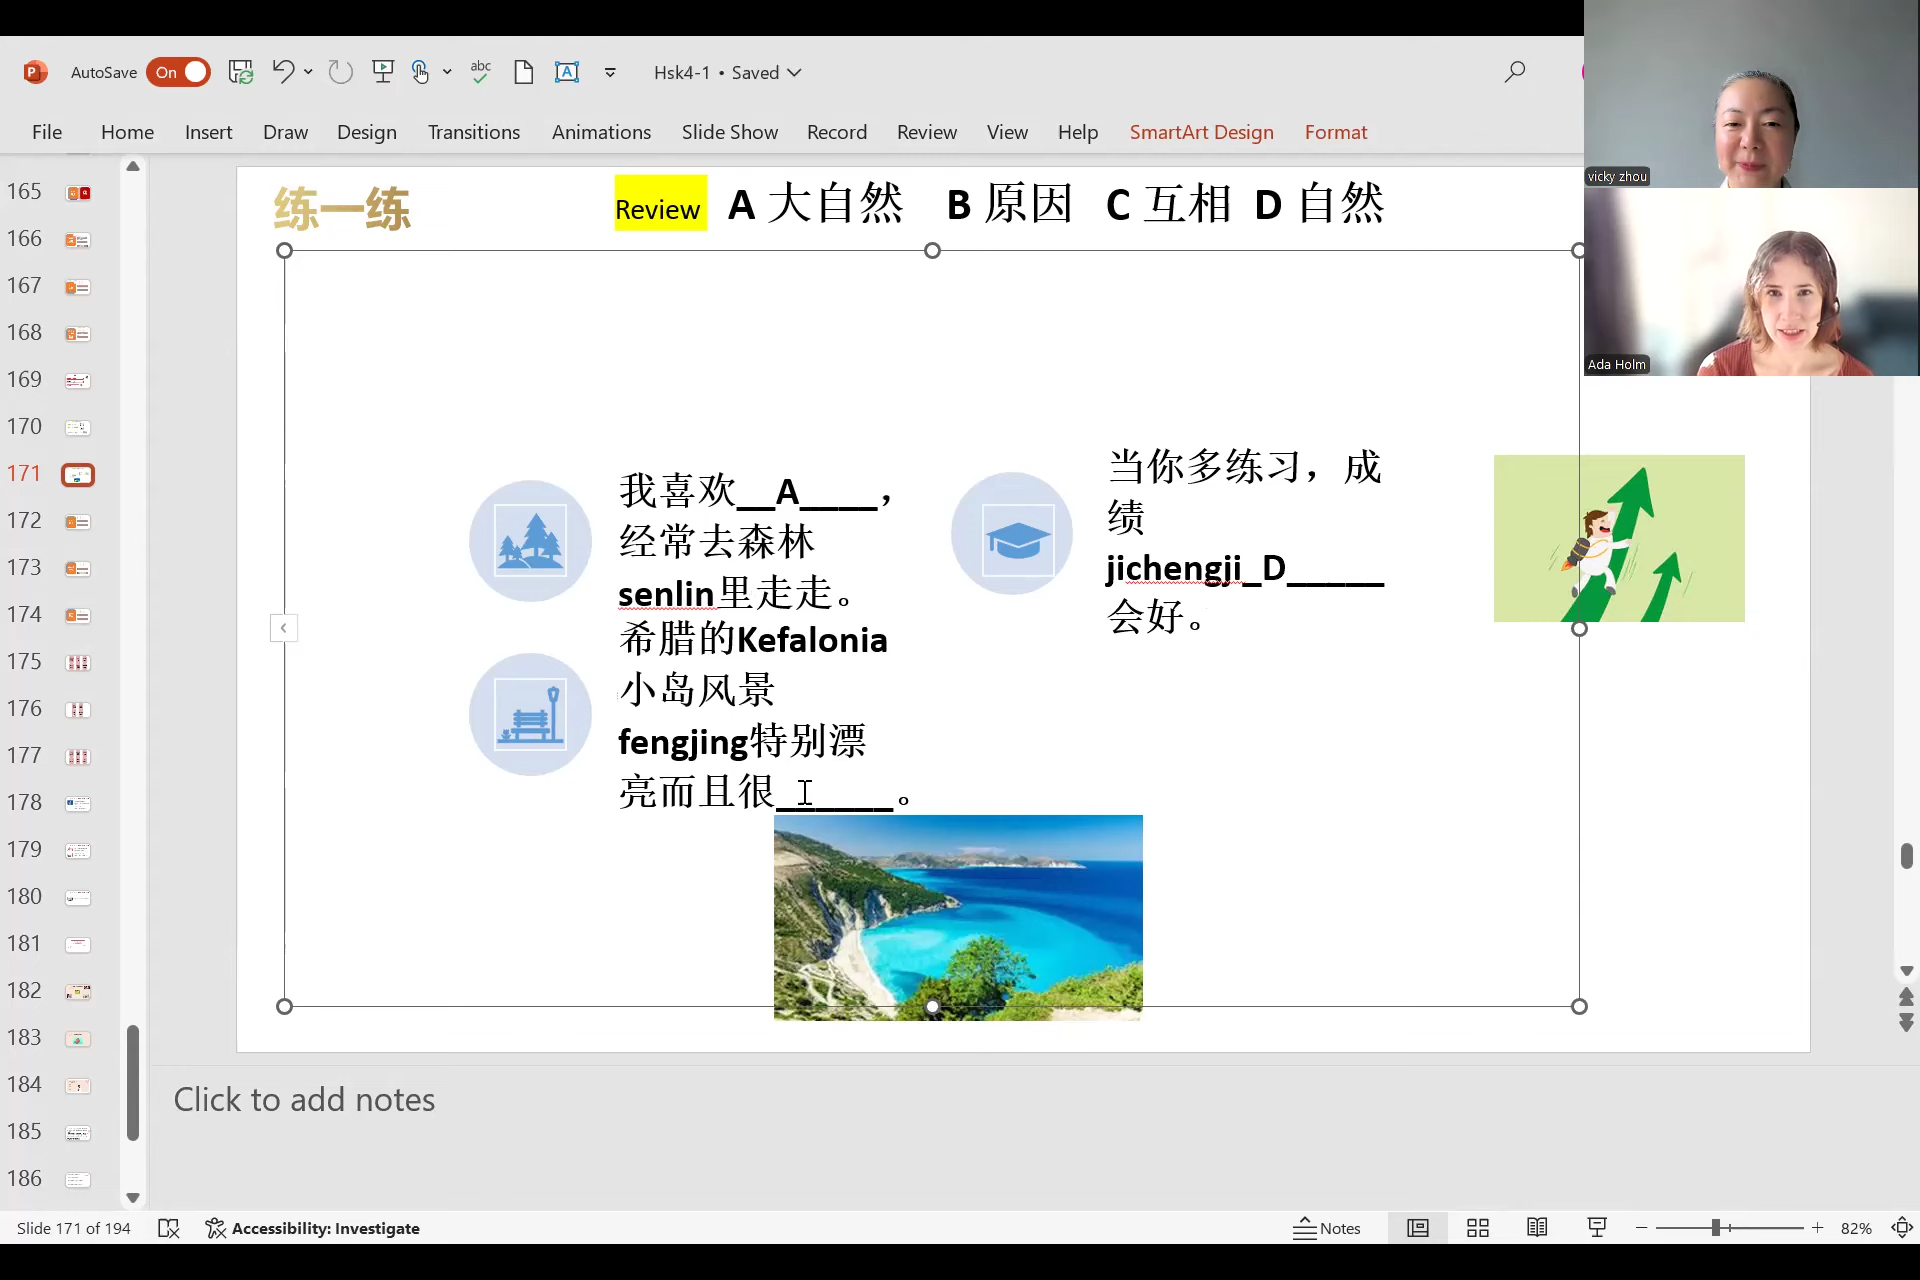 AutoSave On Hsk4-1 • Saved
File Home Insert Draw Design Transitions Animations Slide Show Record Review View Help SmartArt Design Format
vicky zhou
Ada Holm
165
166
167
168
169
170
171
172
173
174
175
176
177
178
179
180
181
182
183
184
185
186
练一练
Review A 大自然 B 原因 C 互相 D 自然
我喜欢__A____，
经常去森林
senlin里走走。
希腊的Kefalonia
小岛风景
fengjing特别漂
亮而且很______。
当你多练习，成
绩
jichengji_D_____
会好。
Click to add notes
Slide 171 of 194 Accessibility: Investigate Notes 82%